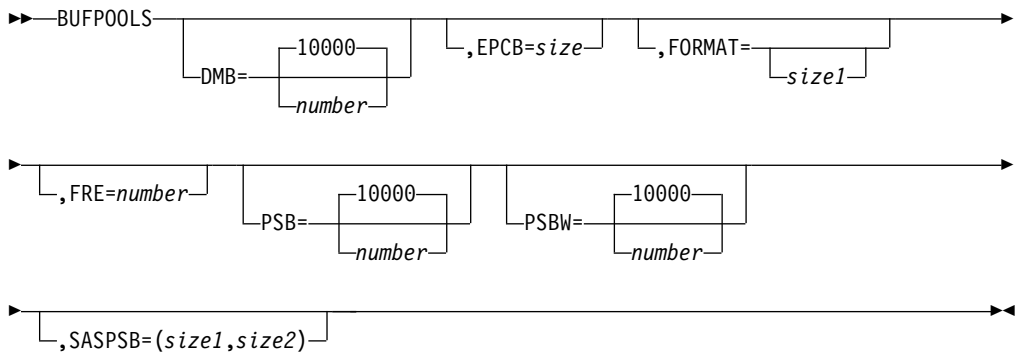 BUFPOOLS DMB= 10000 number ,EPCB=size ,FORMAT= size1
,FRE=number PSB= 10000 number PSBW= 10000 number
,SASPSB=(size1,size2)